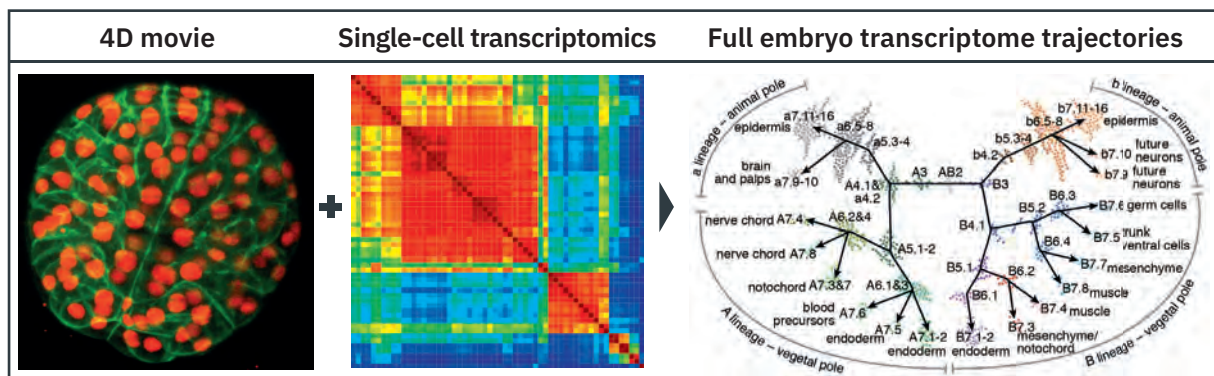 4D movie
Single-cell transcriptomics
Full embryo transcriptome trajectories
a lineage – animal pole
b lineage – animal pole
a7.11-16
epidermis
a6.5-8
a5.3-4
brain
and palps
a7.9-10
A4.1&
a4.2
A3
AB2
B3
b4.2
b5.3-4
b6.5-8
b7.11-16
epidermis
future
neurons
b7.10
future
neurons
b7.9
nerve chord A7.4
A6.2&4
nerve chord A7.8
A5.1-2
notochord A7.3&7
A6.1&3
blood
precursors A7.6
A7.5
endoderm
A7.1-2
endoderm
B4.1
B5.2
B6.3
B7.6 germ cells
B7.5
trunk
ventral cells
B6.4
B7.7 mesenchyme
B7.8 muscle
B5.1
B6.2
B7.4 muscle
B6.1
B7.3
mesenchyme/
notochord
B7.1-2
endoderm
A lineage – vegetal pole
B lineage – vegetal pole